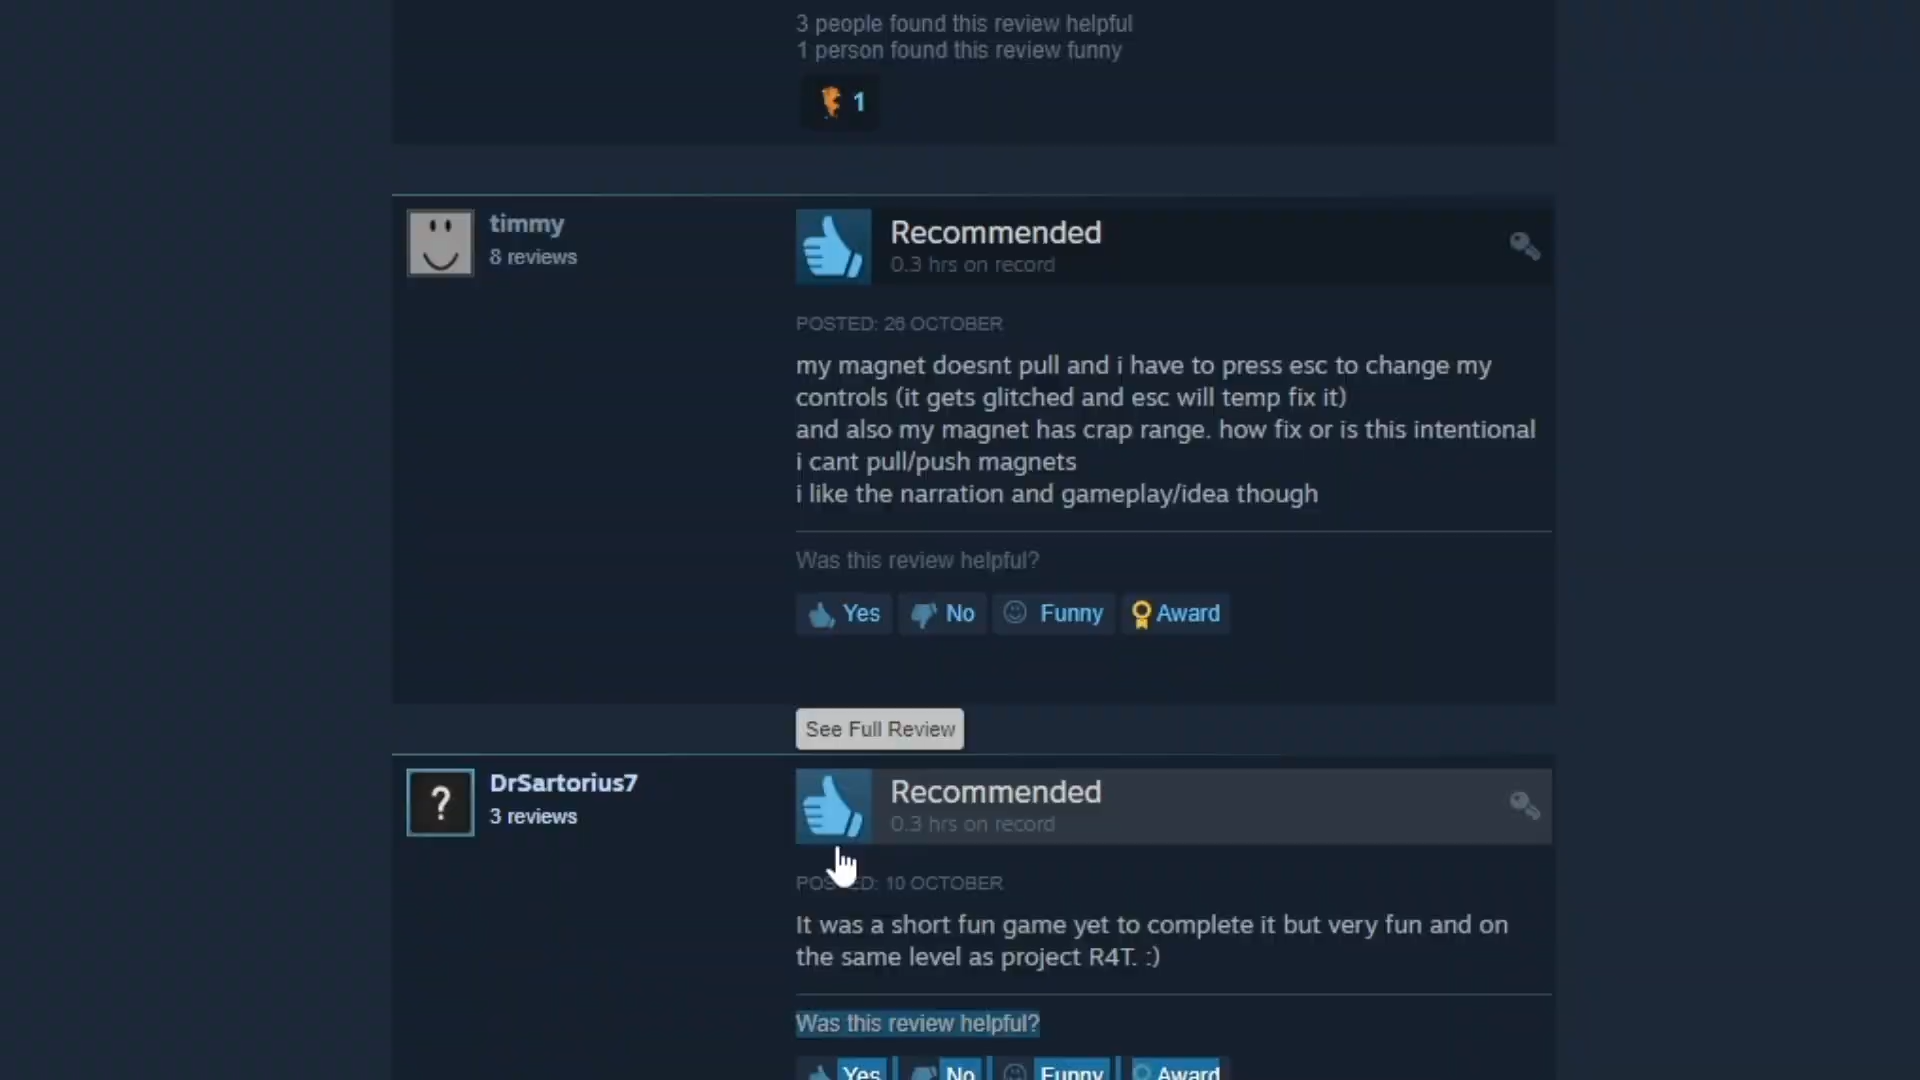 3 people found this review helpful
1 person found this review funny
1
timmy
8 reviews
Recommended
0.3 hrs on record
POSTED: 26 OCTOBER
my magnet doesnt pull and i have to press esc to change my
controls (it gets glitched and esc will temp fix it)
and also my magnet has crap range. how fix or is this intentional
i cant pull/push magnets
i like the narration and gameplay/idea though
Was this review helpful?
Yes No Funny Award
See Full Review
DrSartorius7
3 reviews
?
Recommended
0.3 hrs on record
POSTED: 10 OCTOBER
It was a short fun game yet to complete it but very fun and on
the same level as project R4T. :)
Was this review helpful?
Yes No Funny Award